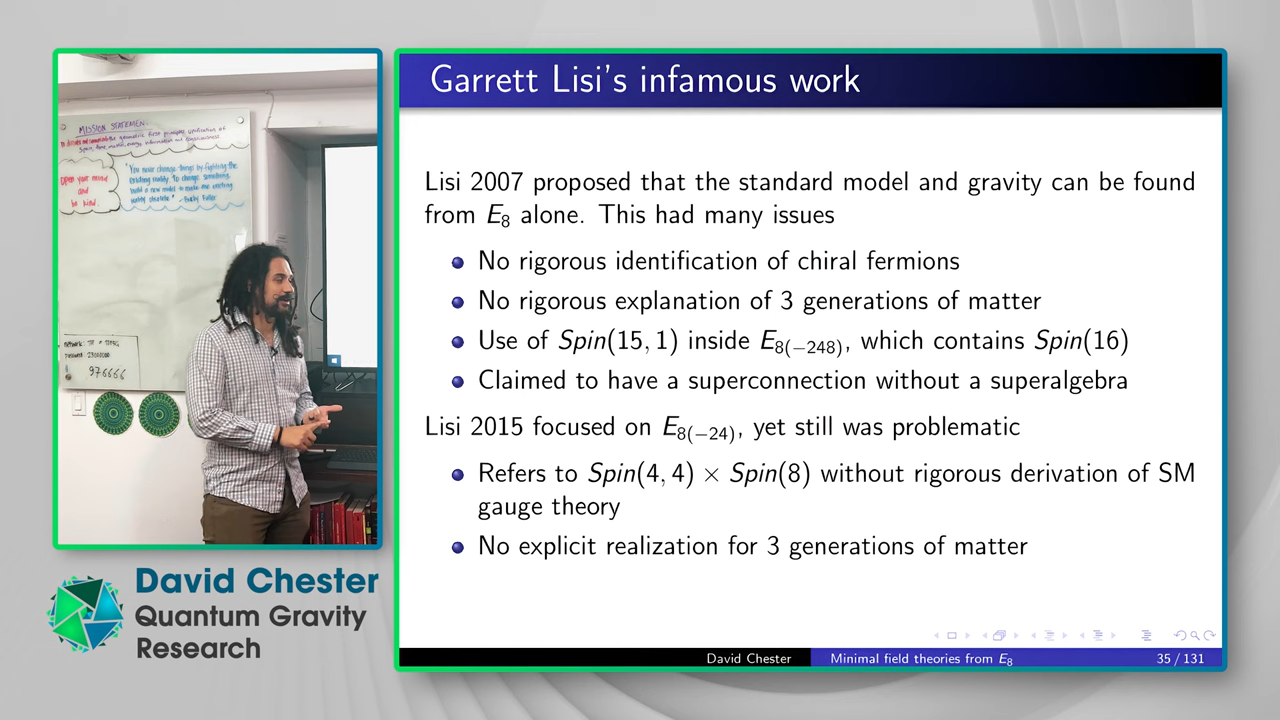 MISSION STATEMENT
open your mind
and
be kind.
"You never change things by fighting the
existing reality. To change something,
build a new model to make the existing
reality obsolete" -Bucky Fuller
David Chester
Quantum Gravity
Research
Garrett Lisi's infamous work
Lisi 2007 proposed that the standard model and gravity can be found
from E8 alone. This had many issues
No rigorous identification of chiral fermions
No rigorous explanation of 3 generations of matter
Use of Spin(15, 1) inside E8(−248), which contains Spin(16)
Claimed to have a superconnection without a superalgebra
Lisi 2015 focused on E8(−24), yet still was problematic
Refers to Spin(4, 4) × Spin(8) without rigorous derivation of SM
gauge theory
No explicit realization for 3 generations of matter
David Chester
Minimal field theories from E8
35 / 131